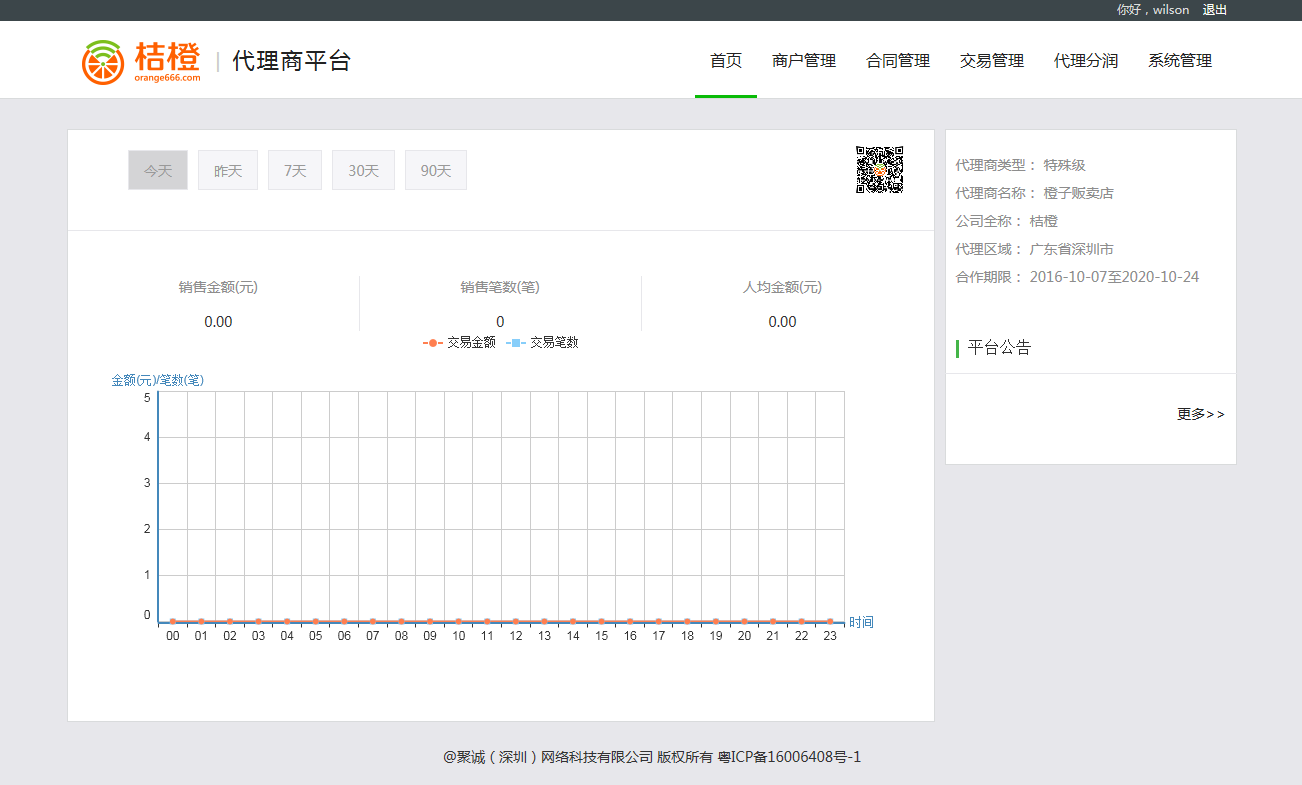 你好，wilson 退出
桔橙
orange666.com
代理商平台
首页 商户管理 合同管理 交易管理 代理分润 系统管理
今天 昨天 7天 30天 90天
销售金额(元) 销售笔数(笔) 人均金额(元)
0.00 0 0.00
交易金额 交易笔数
金额(元)/笔数(笔)
5
4
3
2
1
0
00 01 02 03 04 05 06 07 08 09 10 11 12 13 14 15 16 17 18 19 20 21 22 23
时间
代理商类型： 特殊级
代理商名称： 橙子贩卖店
公司全称： 桔橙
代理区域： 广东省深圳市
合作期限： 2016-10-07至2020-10-24
平台公告
更多>>
@聚诚（深圳）网络科技有限公司 版权所有 粤ICP备16006408号-1